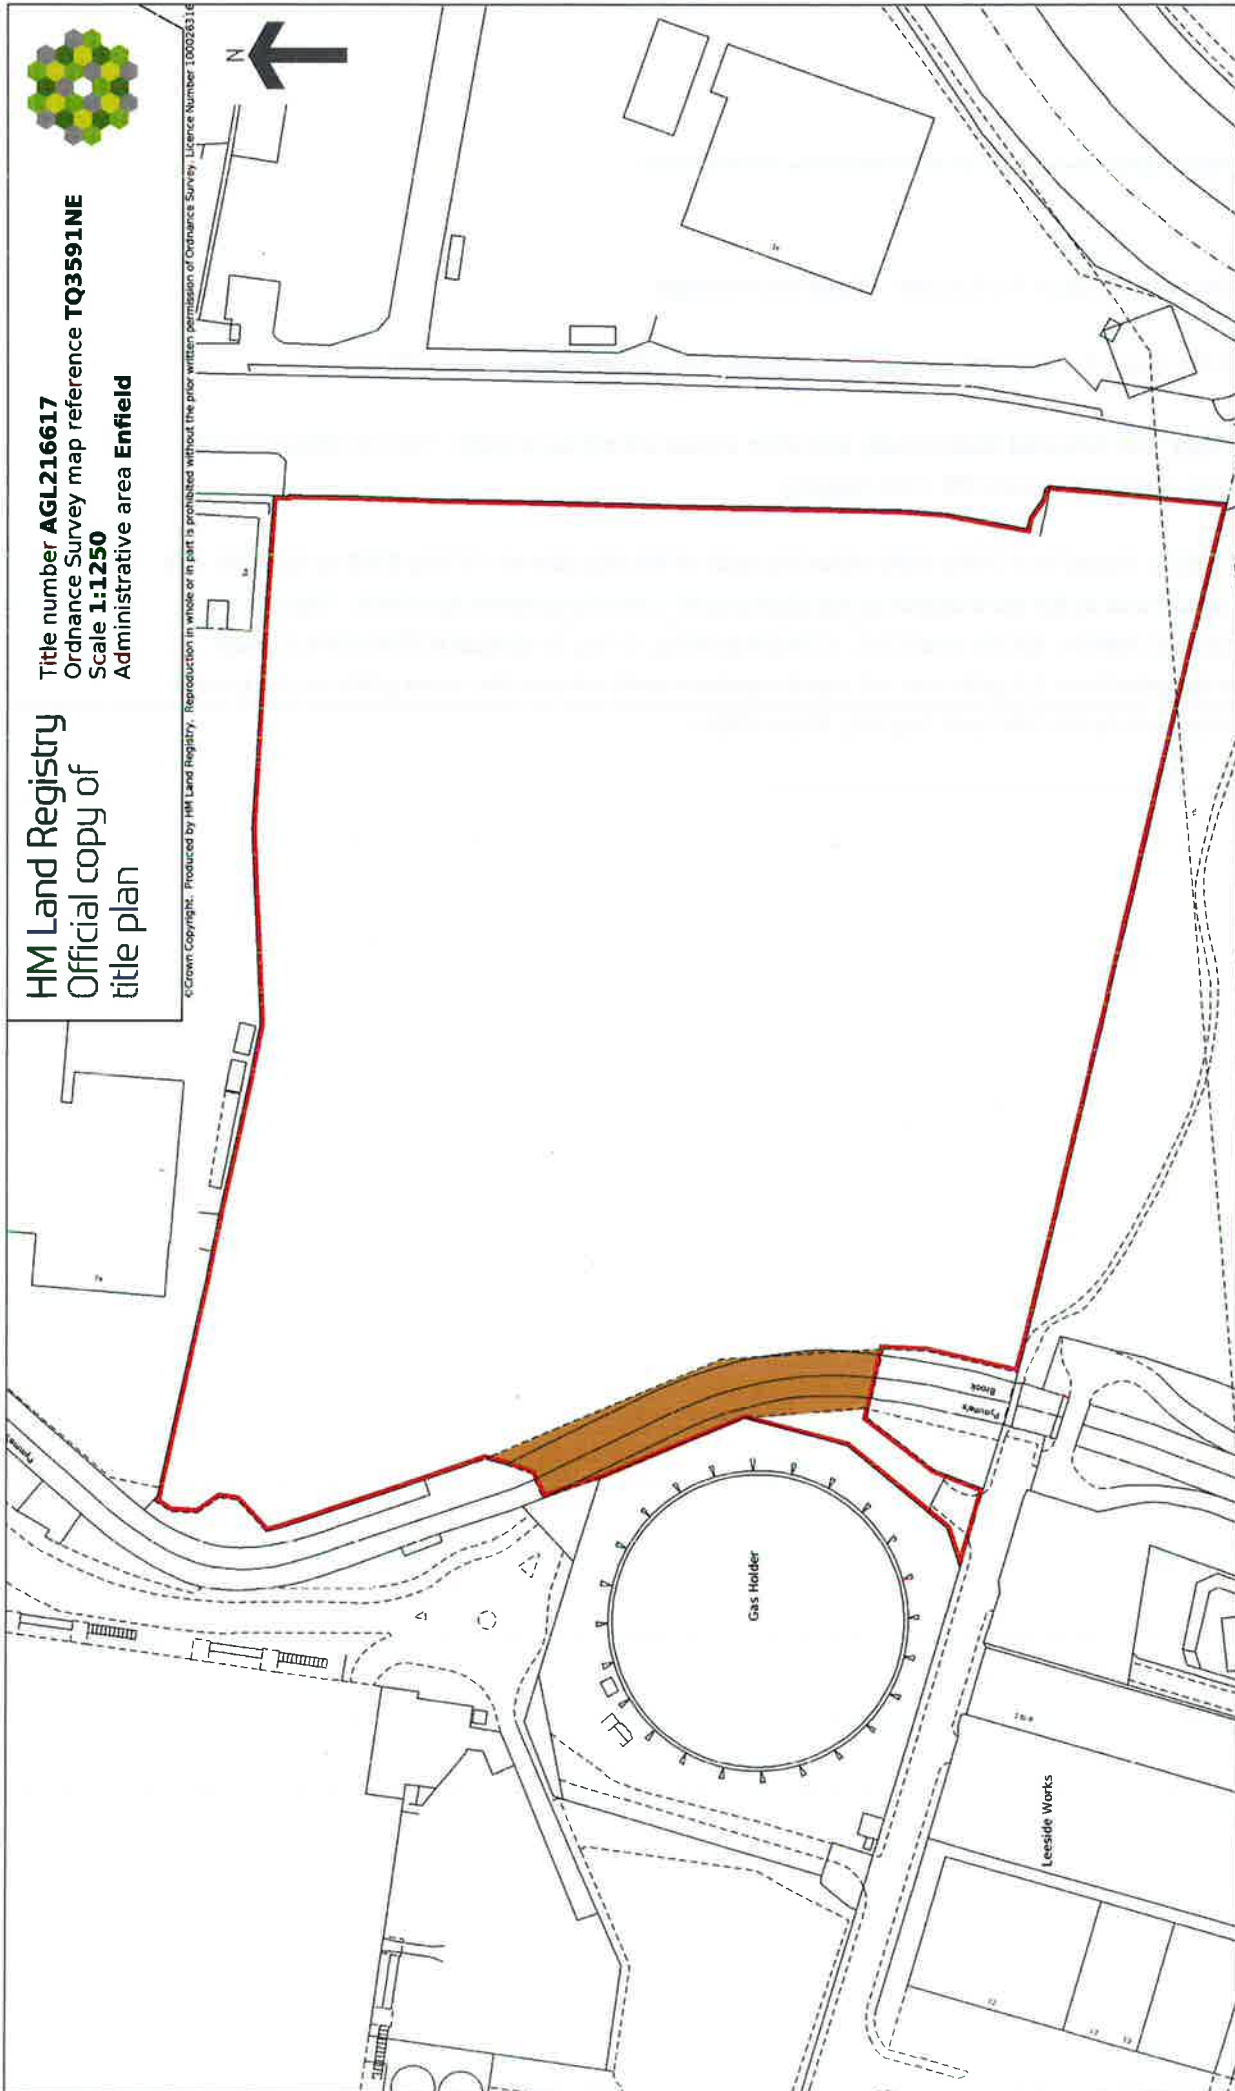 HM Land Registry
Official copy of
title plan
Title number AGL216617
Ordnance Survey map reference TQ3591NE
Scale 1:1250
Administrative area Enfield
©Crown Copyright. Produced by HM Land Registry. Reproduction in whole or in part is prohibited without the prior written permission of Ordnance Survey. Licence Number 100026316
N
Pymme's
Brook
Gas Holder
Leeside Works